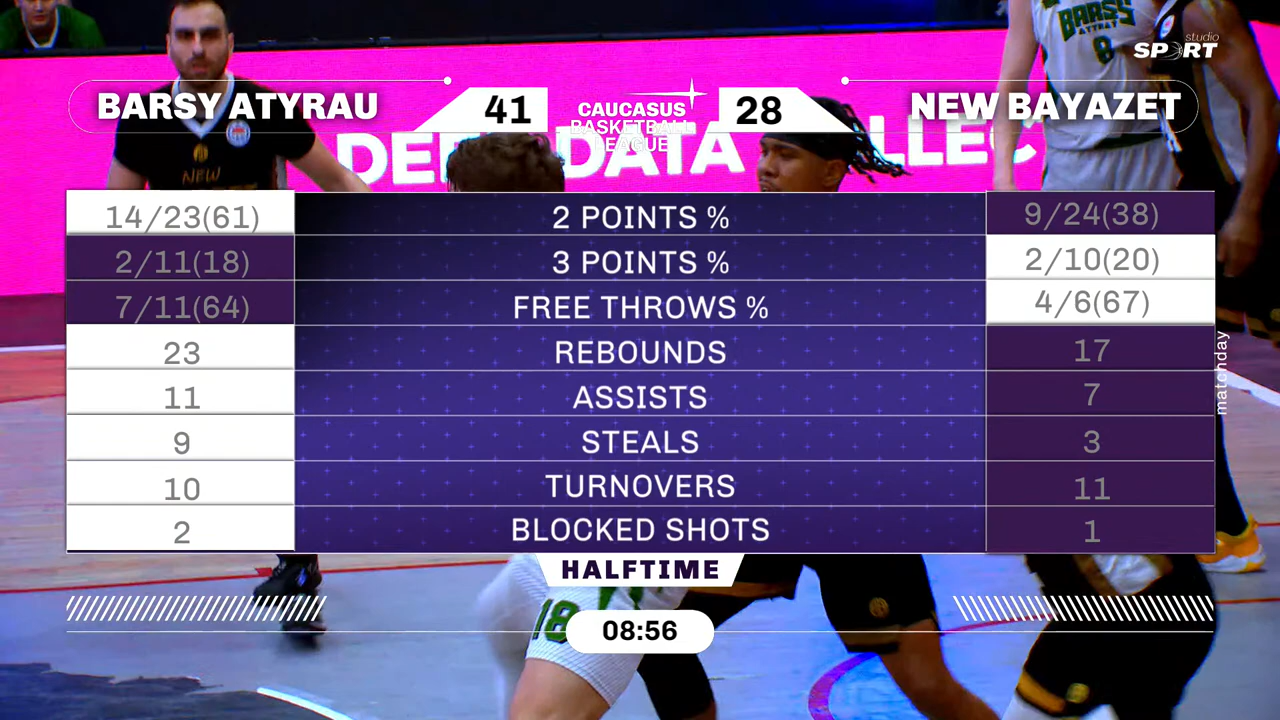 BARSY
ATYRAU
8
studio
SPORT
BARSY ATYRAU
41
CAUCASUS
BASKETBALL
LEAGUE
28
NEW BAYAZET
NEW
14/23(61)
2 POINTS %
9/24(38)
2/11(18)
3 POINTS %
2/10(20)
7/11(64)
FREE THROWS %
4/6(67)
23
REBOUNDS
17
11
ASSISTS
7
9
STEALS
3
10
TURNOVERS
11
2
BLOCKED SHOTS
1
matchday
HALFTIME
18
08:56